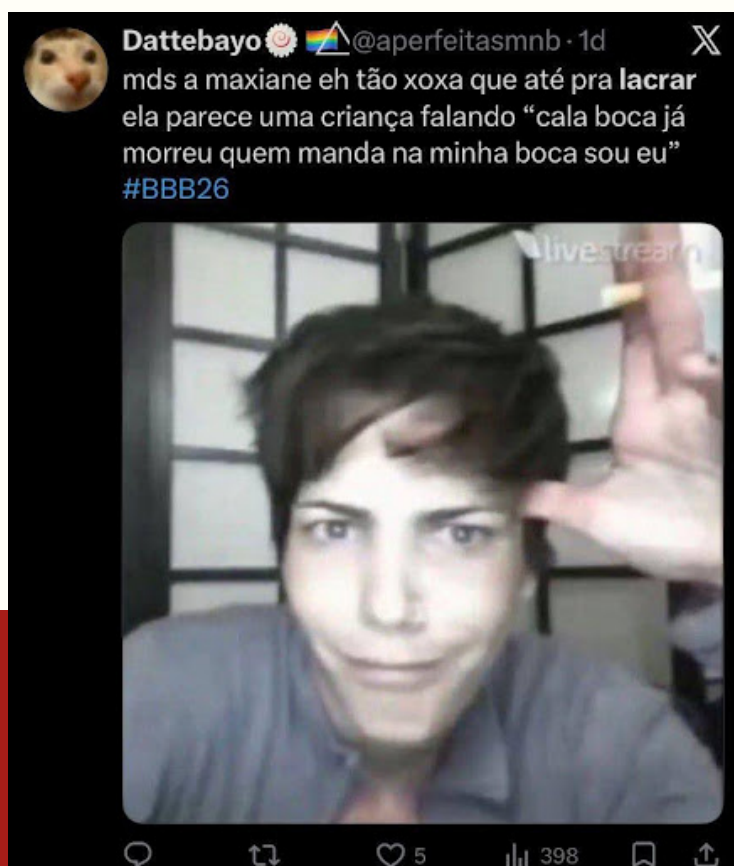 Dattebayo🍥 🏳️‍🌈⃤@aperfeitasmnb · 1d
mds a maxiane eh tão xoxa que até pra lacrar
ela parece uma criança falando “cala boca já
morreu quem manda na minha boca sou eu”
#BBB26
livestream
5 398